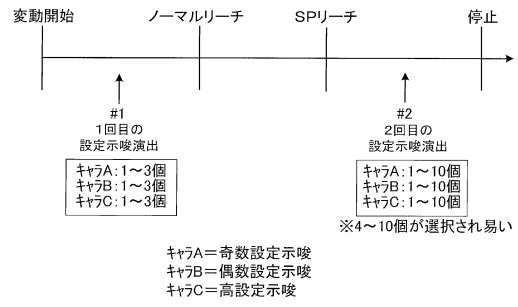 変動開始
ノーマルリーチ
SPリーチ
停止
#1
1回目の
設定示唆演出
キャラA:1～3個
キャラB:1～3個
キャラC:1～3個
#2
2回目の
設定示唆演出
キャラA:1～10個
キャラB:1～10個
キャラC:1～10個
※4～10個が選択され易い
キャラA＝奇数設定示唆
キャラB＝偶数設定示唆
キャラC＝高設定示唆